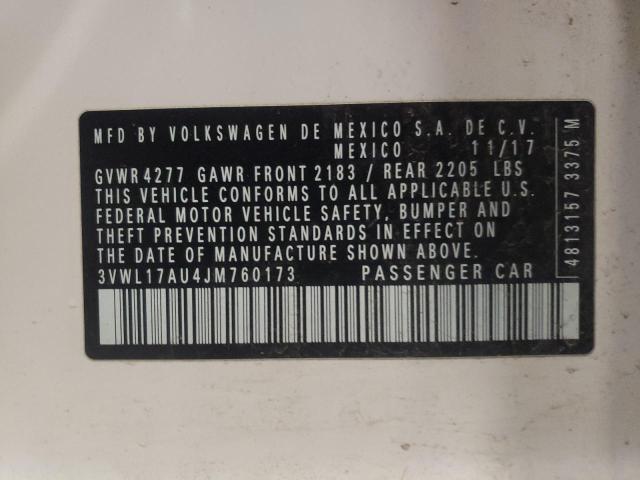 MFD BY VOLKSWAGEN DE MEXICO S.A. DE C.V.
MEXICO 11/17
GVWR 4277 GAWR FRONT 2183 / REAR 2205 LBS
THIS VEHICLE CONFORMS TO ALL APPLICABLE U.S.
FEDERAL MOTOR VEHICLE SAFETY, BUMPER AND
THEFT PREVENTION STANDARDS IN EFFECT ON
THE DATE OF MANUFACTURE SHOWN ABOVE.
3VWL17AU4JM760173 PASSENGER CAR
4813157 3375 M